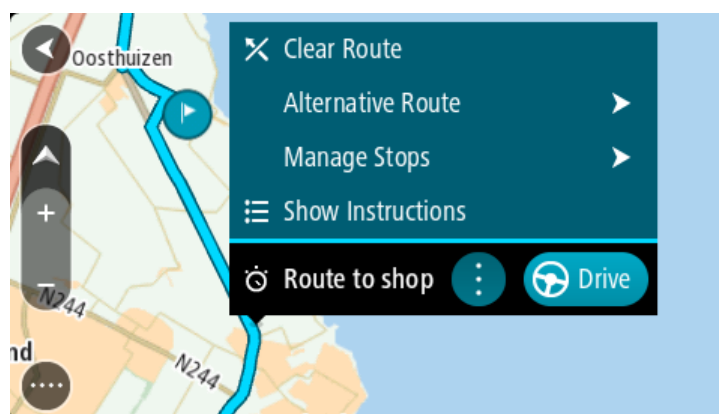 Oosthuizen
Clear Route
Alternative Route
Manage Stops
Show Instructions
Route to shop
Drive
N244
nd
N244